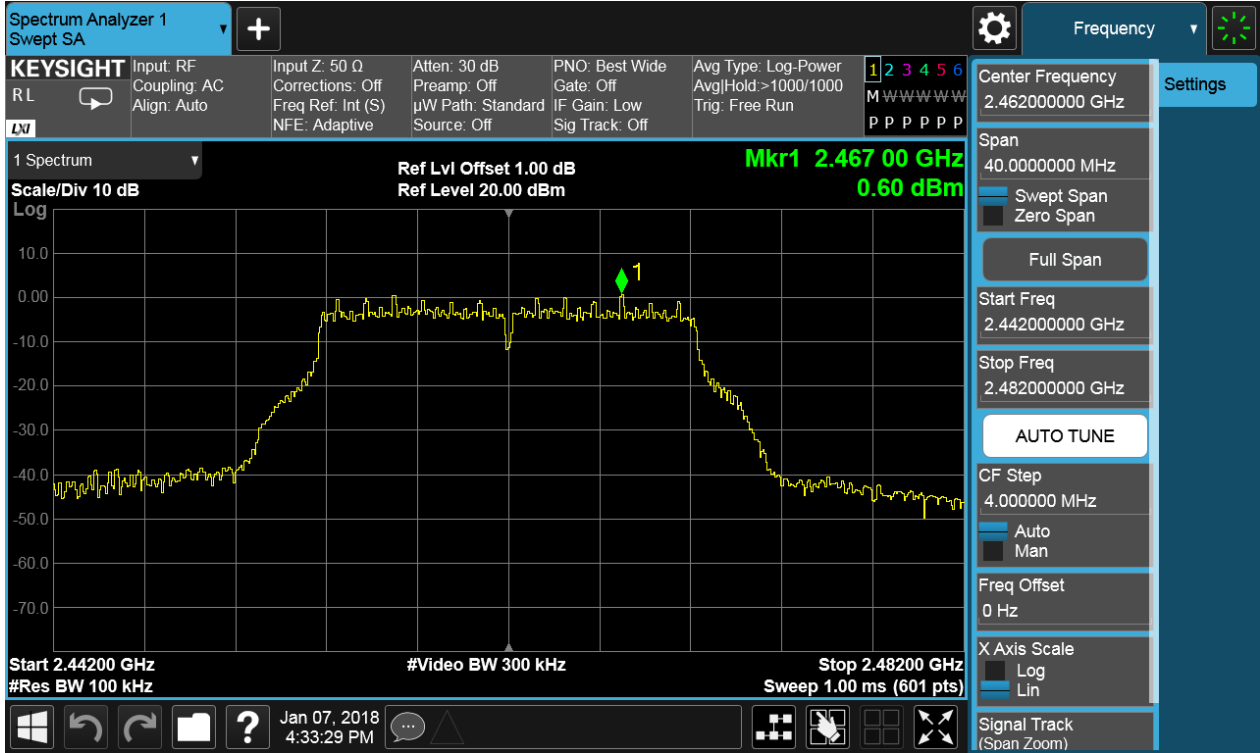 Spectrum Analyzer 1
Swept SA
Frequency
KEYSIGHT
R L
LXI
Input: RF
Coupling: AC
Align: Auto
Input Z: 50 Ω
Corrections: Off
Freq Ref: Int (S)
NFE: Adaptive
Atten: 30 dB
Preamp: Off
µW Path: Standard
Source: Off
PNO: Best Wide
Gate: Off
IF Gain: Low
Sig Track: Off
Avg Type: Log-Power
Avg|Hold:>1000/1000
Trig: Free Run
1 2 3 4 5 6
M W W W W W
P P P P P P
1 Spectrum
Scale/Div 10 dB
Log
Ref Lvl Offset 1.00 dB
Ref Level 20.00 dBm
Mkr1 2.467 00 GHz
0.60 dBm
10.0
0.00
-10.0
-20.0
-30.0
-40.0
-50.0
-60.0
-70.0
1
Start 2.44200 GHz
#Res BW 100 kHz
#Video BW 300 kHz
Stop 2.48200 GHz
Sweep 1.00 ms (601 pts)
Center Frequency
2.462000000 GHz
Span
40.0000000 MHz
Swept Span
Zero Span
Full Span
Start Freq
2.442000000 GHz
Stop Freq
2.482000000 GHz
AUTO TUNE
CF Step
4.000000 MHz
Auto
Man
Freq Offset
0 Hz
X Axis Scale
Log
Lin
Signal Track
(Span Zoom)
Settings
?
Jan 07, 2018
4:33:29 PM